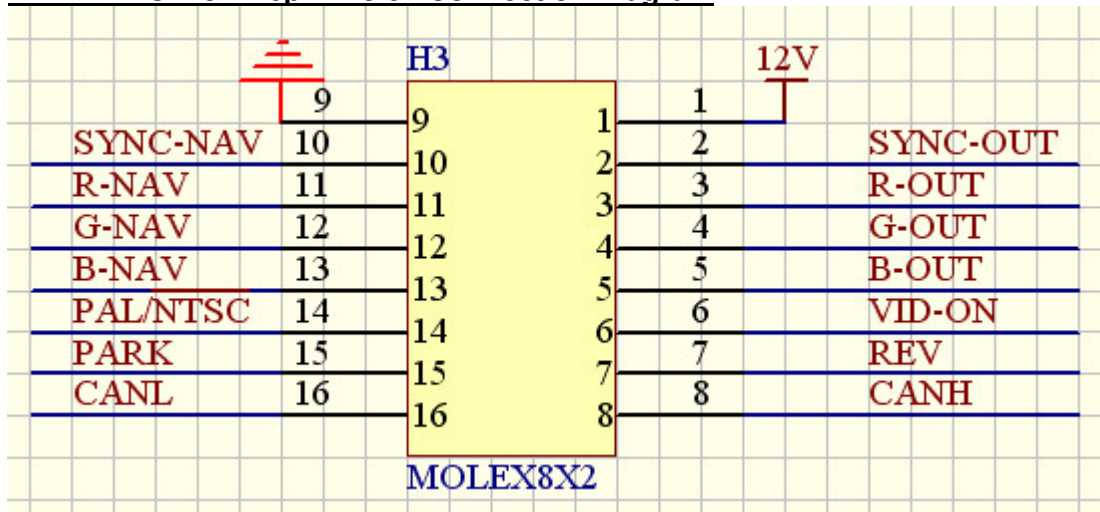 H3 12V
9 9 1 1
SYNC-NAV 10 10 2 2 SYNC-OUT
R-NAV 11 11 3 3 R-OUT
G-NAV 12 12 4 4 G-OUT
B-NAV 13 13 5 5 B-OUT
PAL/NTSC 14 14 6 6 VID-ON
PARK 15 15 7 7 REV
CANL 16 16 8 8 CANH
MOLEX8X2